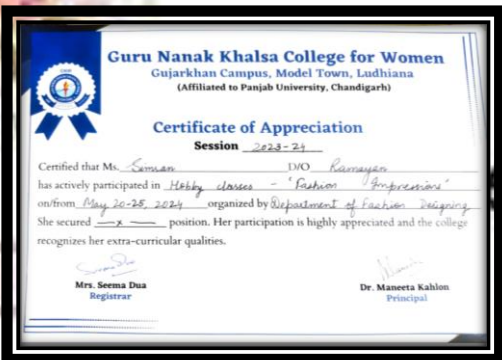 Guru Nanak Khalsa College for Women
Gujarkhan Campus, Model Town, Ludhiana
(Affiliated to Panjab University, Chandigarh)
Certificate of Appreciation
Session 2023-24
Certified that Ms. Simran D/O Ramayan
has actively participated in Hobby classes - "Fashion Impressions"
on/from May 20-25, 2024 organized by Department of Fashion Designing
She secured —x— position. Her participation is highly appreciated and the college
recognizes her extra-curricular qualities.
Mrs. Seema Dua
Registrar
Dr. Maneeta Kahlon
Principal